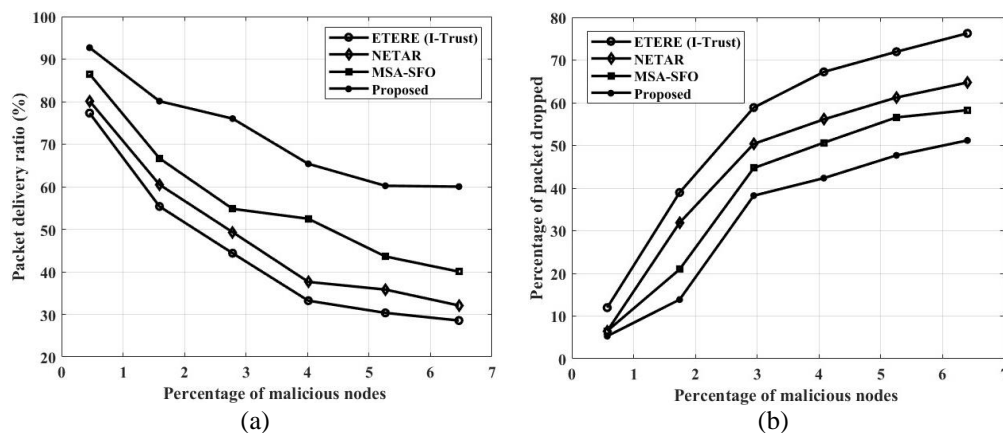 100
90
80
70
60
50
40
30
20
Packet delivery ratio (%)
ETERE (I-Trust)
NETAR
MSA-SFO
Proposed
0 1 2 3 4 5 6 7
Percentage of malicious nodes
(a)
80
70
60
50
40
30
20
10
0
Percentage of packet dropped
ETERE (I-Trust)
NETAR
MSA-SFO
Proposed
0 1 2 3 4 5 6 7
Percentage of malicious nodes
(b)